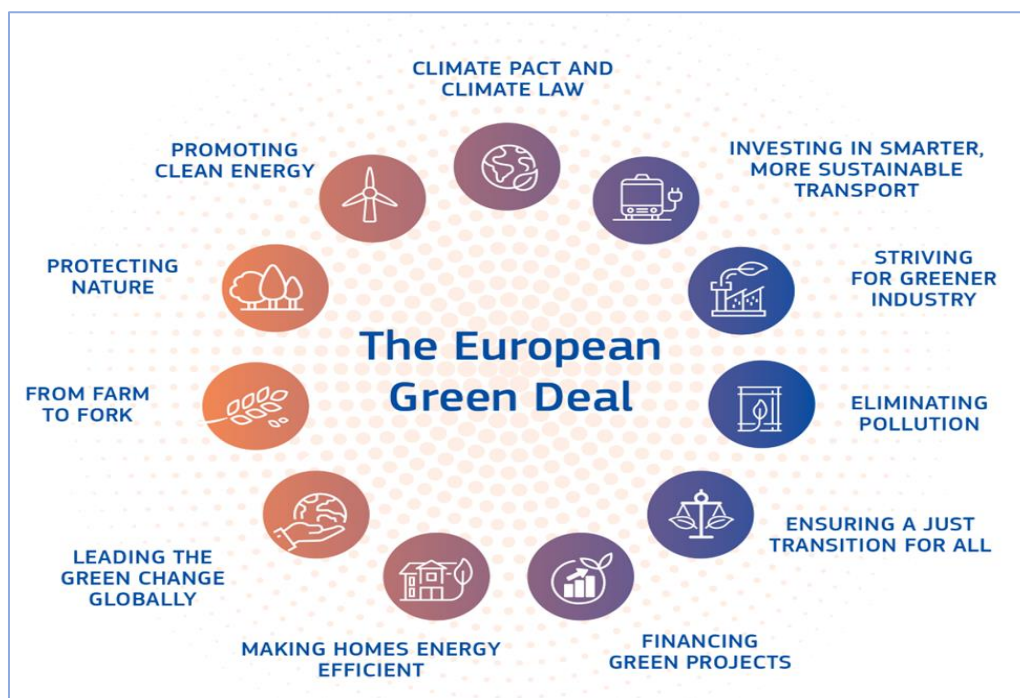 CLIMATE PACT AND
CLIMATE LAW
INVESTING IN SMARTER,
MORE SUSTAINABLE
TRANSPORT
STRIVING
FOR GREENER
INDUSTRY
ELIMINATING
POLLUTION
ENSURING A JUST
TRANSITION FOR ALL
FINANCING
GREEN PROJECTS
MAKING HOMES ENERGY
EFFICIENT
LEADING THE
GREEN CHANGE
GLOBALLY
FROM FARM
TO FORK
PROTECTING
NATURE
PROMOTING
CLEAN ENERGY
The European
Green Deal